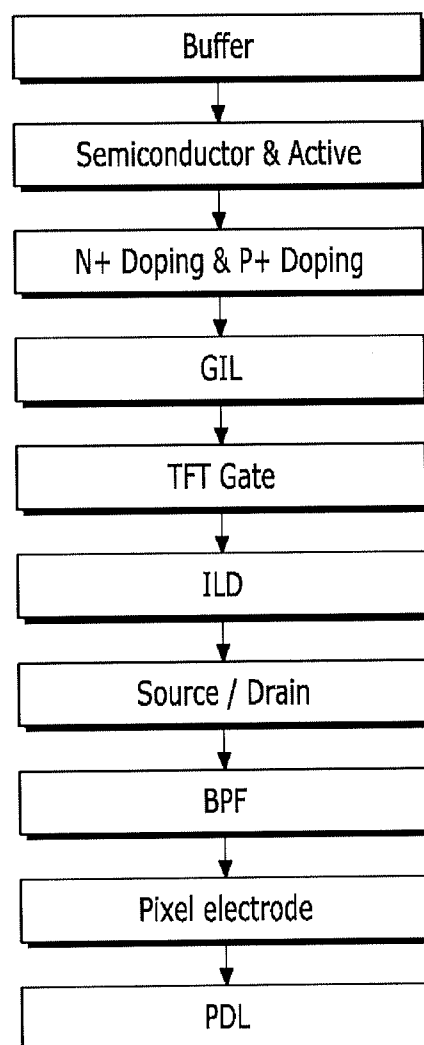 Buffer
Semiconductor & Active
N+ Doping & P+ Doping
GIL
TFT Gate
ILD
Source / Drain
BPF
Pixel electrode
PDL